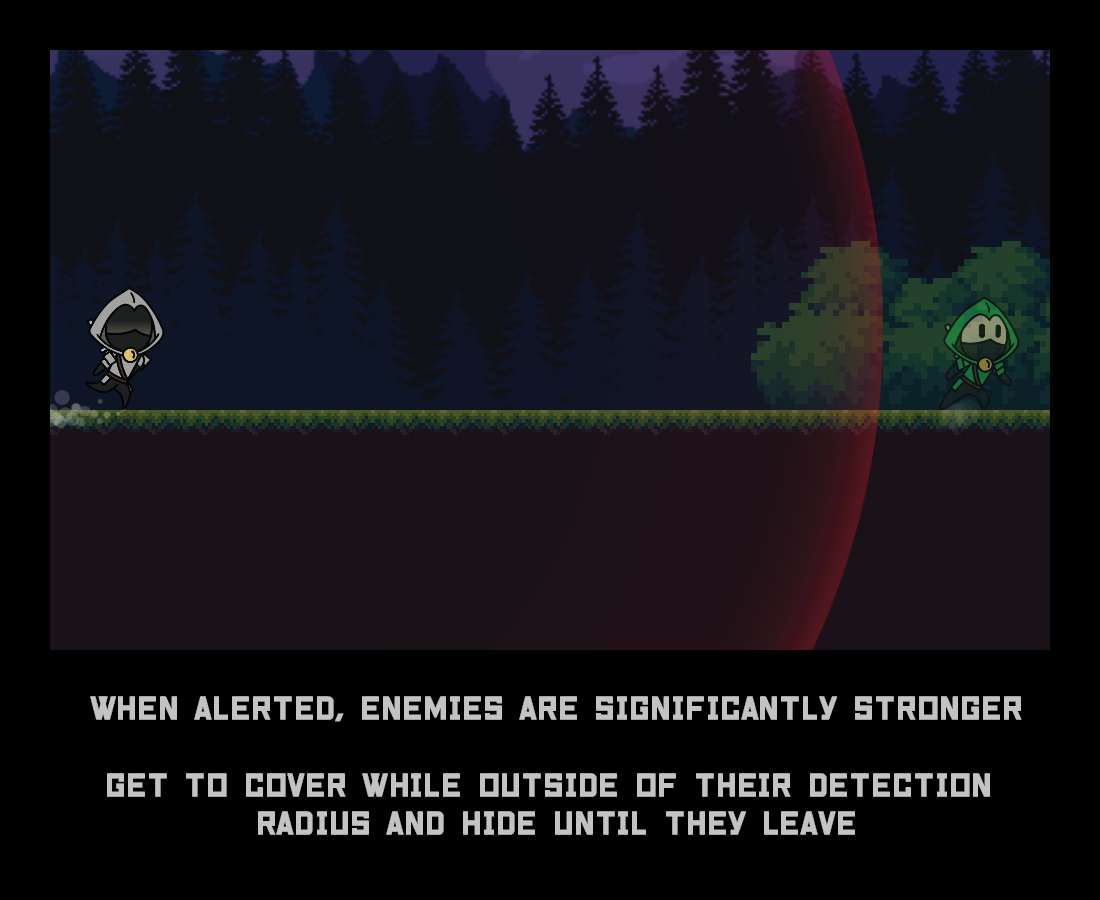 WHEN ALERTED, ENEMIES ARE SIGNIFICANTLY STRONGER
GET TO COVER WHILE OUTSIDE OF THEIR DETECTION
RADIUS AND HIDE UNTIL THEY LEAVE